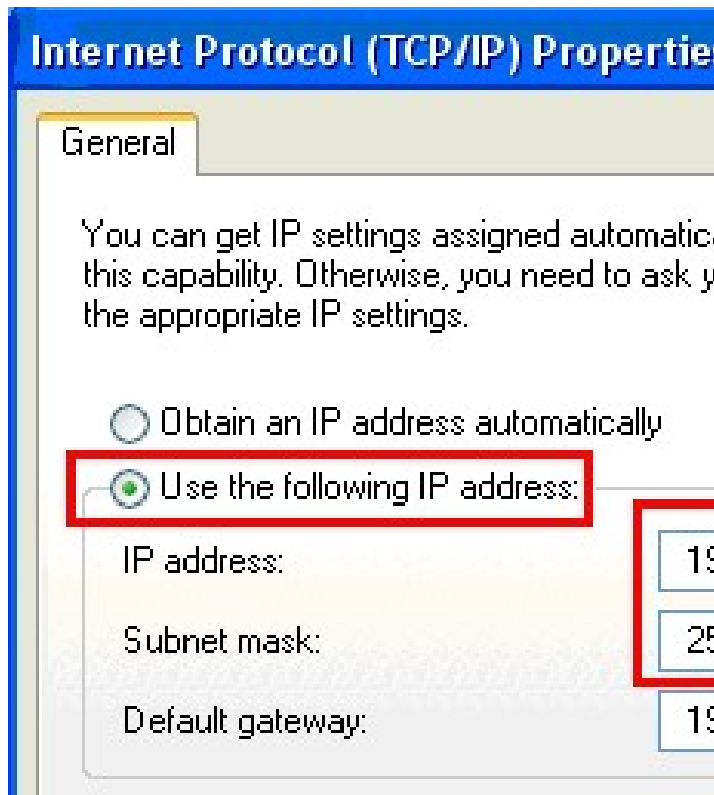 Internet Protocol (TCP/IP) Propertie
General
You can get IP settings assigned automatic
this capability. Otherwise, you need to ask y
the appropriate IP settings.
Obtain an IP address automatically
Use the following IP address:
IP address: 19
Subnet mask: 25
Default gateway: 19